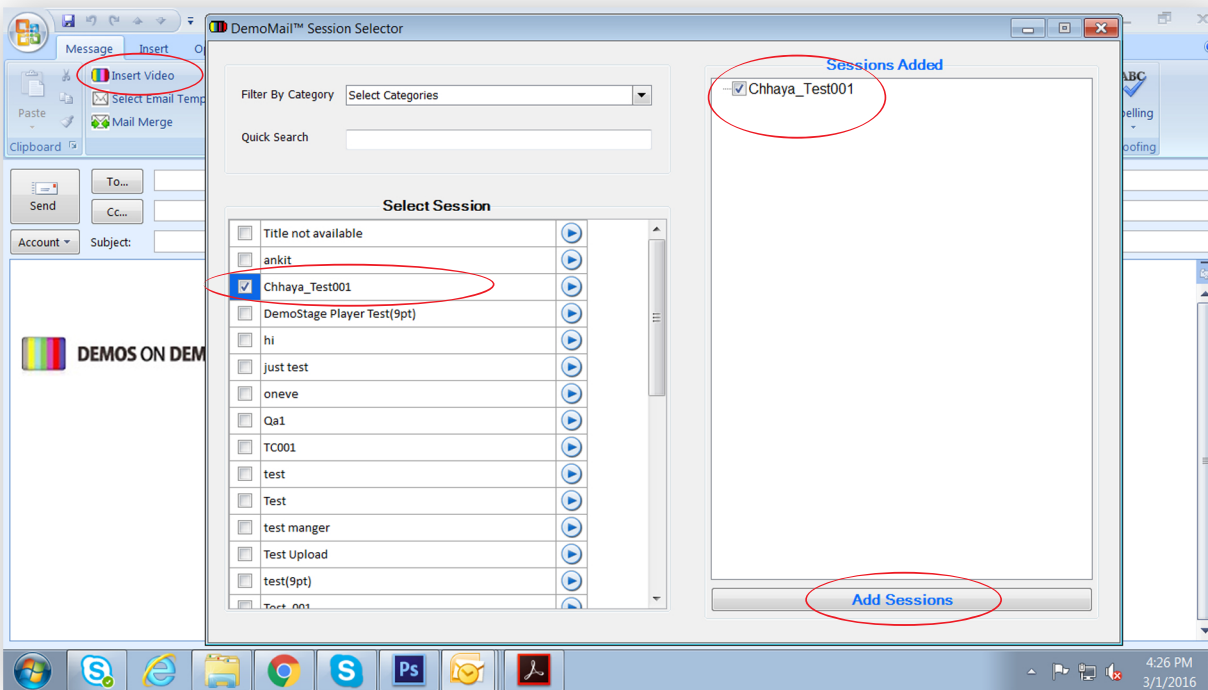 DemoMail™ Session Selector
Message Insert
Insert Video
Select Email Temp
Mail Merge
Paste
Clipboard
Send
To...
Cc...
Account
Subject:
DEMOS ON DEM
Filter By Category Select Categories
Quick Search
Select Session
Title not available
ankit
Chhaya_Test001
DemoStage Player Test(9pt)
hi
just test
oneve
Qa1
TC001
test
Test
test manger
Test Upload
test(9pt)
Test_001
Sessions Added
Chhaya_Test001
Add Sessions
ABC
pelling
oofing
Ps
4:26 PM
3/1/2016